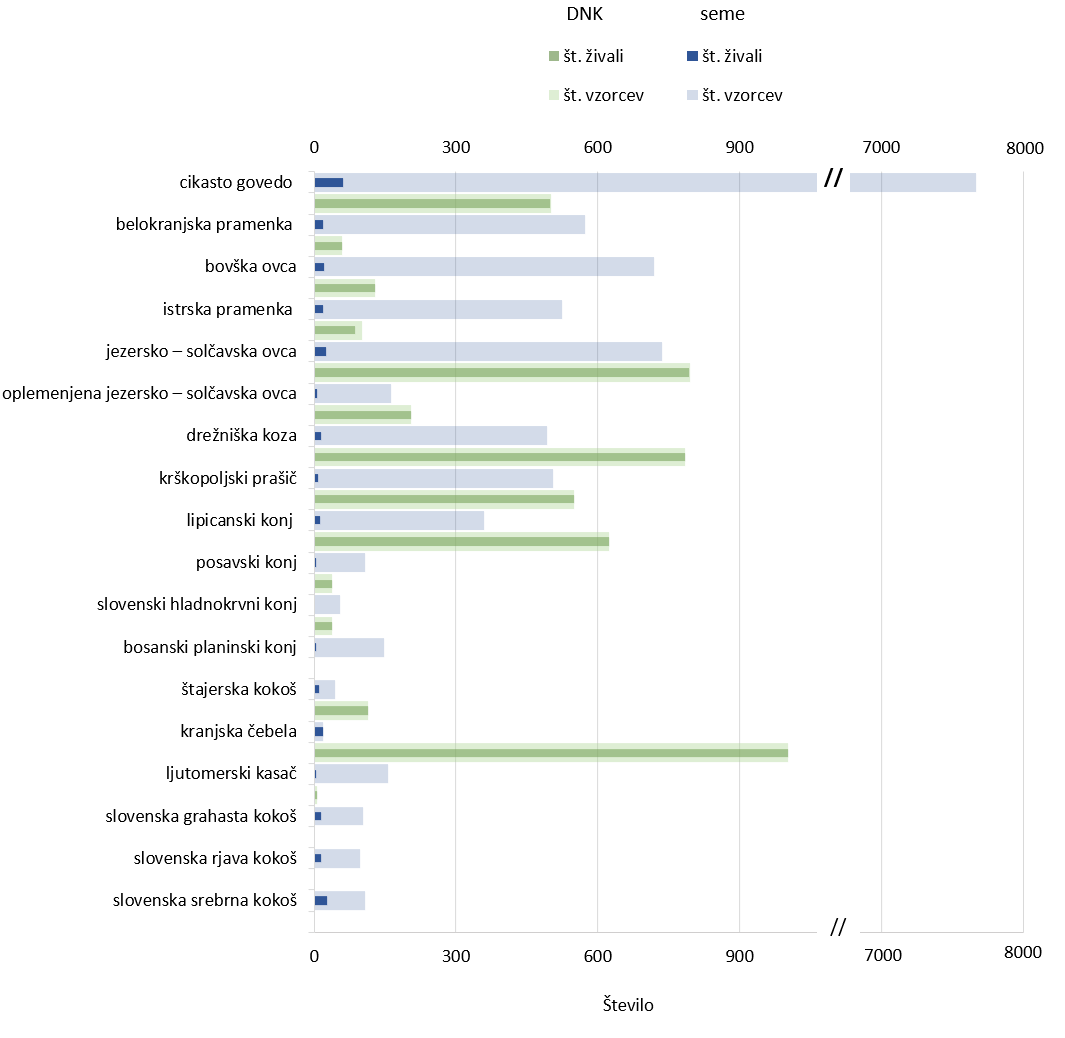 DNK seme
št. živali št. živali
št. vzorcev št. vzorcev
0 300 600 900 7000 8000
cikasto govedo //
belokranjska pramenka
bovška ovca
istrska pramenka
jezersko – solčavska ovca
oplemenjena jezersko – solčavska ovca
drežniška koza
krškopoljski prašič
lipicanski konj
posavski konj
slovenski hladnokrvni konj
bosanski planinski konj
štajerska kokoš
kranjska čebela
ljutomerski kasač
slovenska grahasta kokoš
slovenska rjava kokoš
slovenska srebrna kokoš
//
0 300 600 900 7000 8000
Število